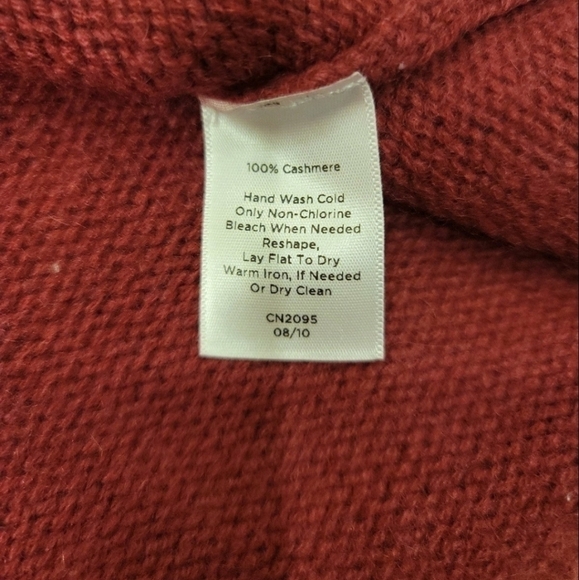 100% Cashmere
Hand Wash Cold
Only Non-Chlorine
Bleach When Needed
Reshape,
Lay Flat To Dry
Warm Iron, If Needed
Or Dry Clean
CN2095
08/10